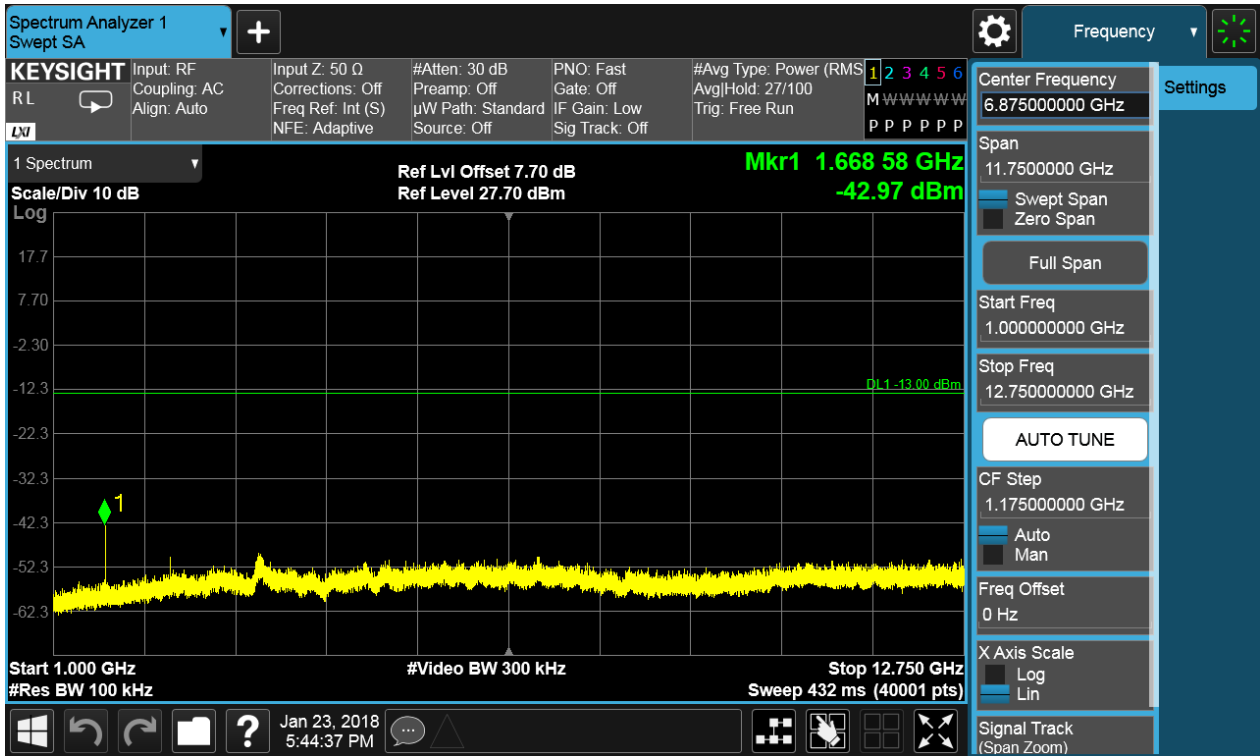 Spectrum Analyzer 1
Swept SA
+
Frequency
KEYSIGHT
R L
LXI
Input: RF
Coupling: AC
Align: Auto
Input Z: 50 Ω
Corrections: Off
Freq Ref: Int (S)
NFE: Adaptive
#Atten: 30 dB
Preamp: Off
µW Path: Standard
Source: Off
PNO: Fast
Gate: Off
IF Gain: Low
Sig Track: Off
#Avg Type: Power (RMS
Avg|Hold: 27/100
Trig: Free Run
1 2 3 4 5 6
M W W W W W
P P P P P P
1 Spectrum
Scale/Div 10 dB
Log
Ref Lvl Offset 7.70 dB
Ref Level 27.70 dBm
Mkr1 1.668 58 GHz
-42.97 dBm
17.7
7.70
-2.30
-12.3
-22.3
-32.3
-42.3
-52.3
-62.3
DL1 -13.00 dBm
1
Start 1.000 GHz
#Res BW 100 kHz
#Video BW 300 kHz
Stop 12.750 GHz
Sweep 432 ms (40001 pts)
Center Frequency
6.875000000 GHz
Settings
Span
11.7500000 GHz
Swept Span
Zero Span
Full Span
Start Freq
1.000000000 GHz
Stop Freq
12.750000000 GHz
AUTO TUNE
CF Step
1.175000000 GHz
Auto
Man
Freq Offset
0 Hz
X Axis Scale
Log
Lin
Signal Track
(Span Zoom)
?
Jan 23, 2018
5:44:37 PM